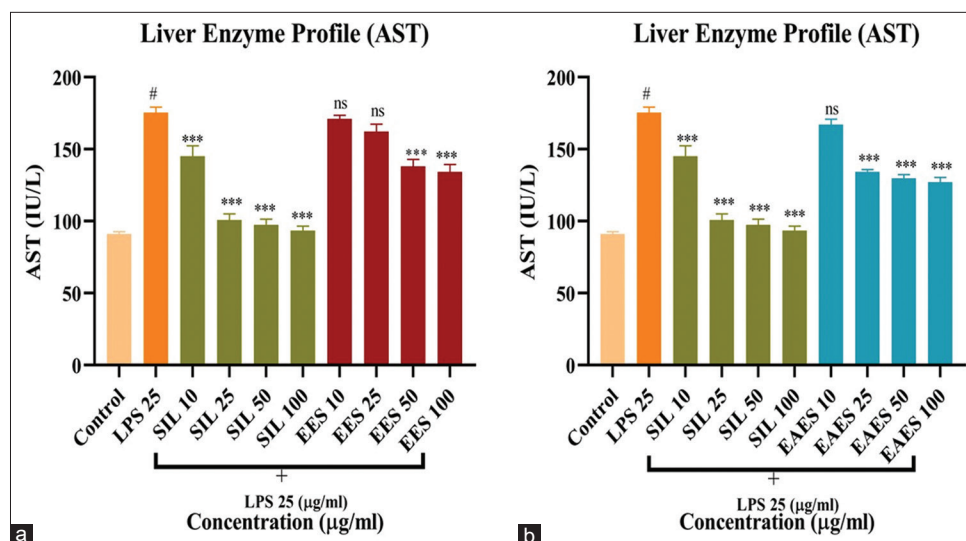 Liver Enzyme Profile (AST)
200
150
100
50
0
AST (IU/L)
#
***
***
***
***
ns
ns
***
***
Control
LPS 25
SIL 10
SIL 25
SIL 50
SIL 100
EES 10
EES 25
EES 50
EES 100
+
LPS 25 (μg/ml)
Concentration (μg/ml)
a
Liver Enzyme Profile (AST)
200
150
100
50
0
AST (IU/L)
#
***
***
***
***
ns
***
***
***
Control
LPS 25
SIL 10
SIL 25
SIL 50
SIL 100
EAES 10
EAES 25
EAES 50
EAES 100
+
LPS 25 (μg/ml)
Concentration (μg/ml)
b